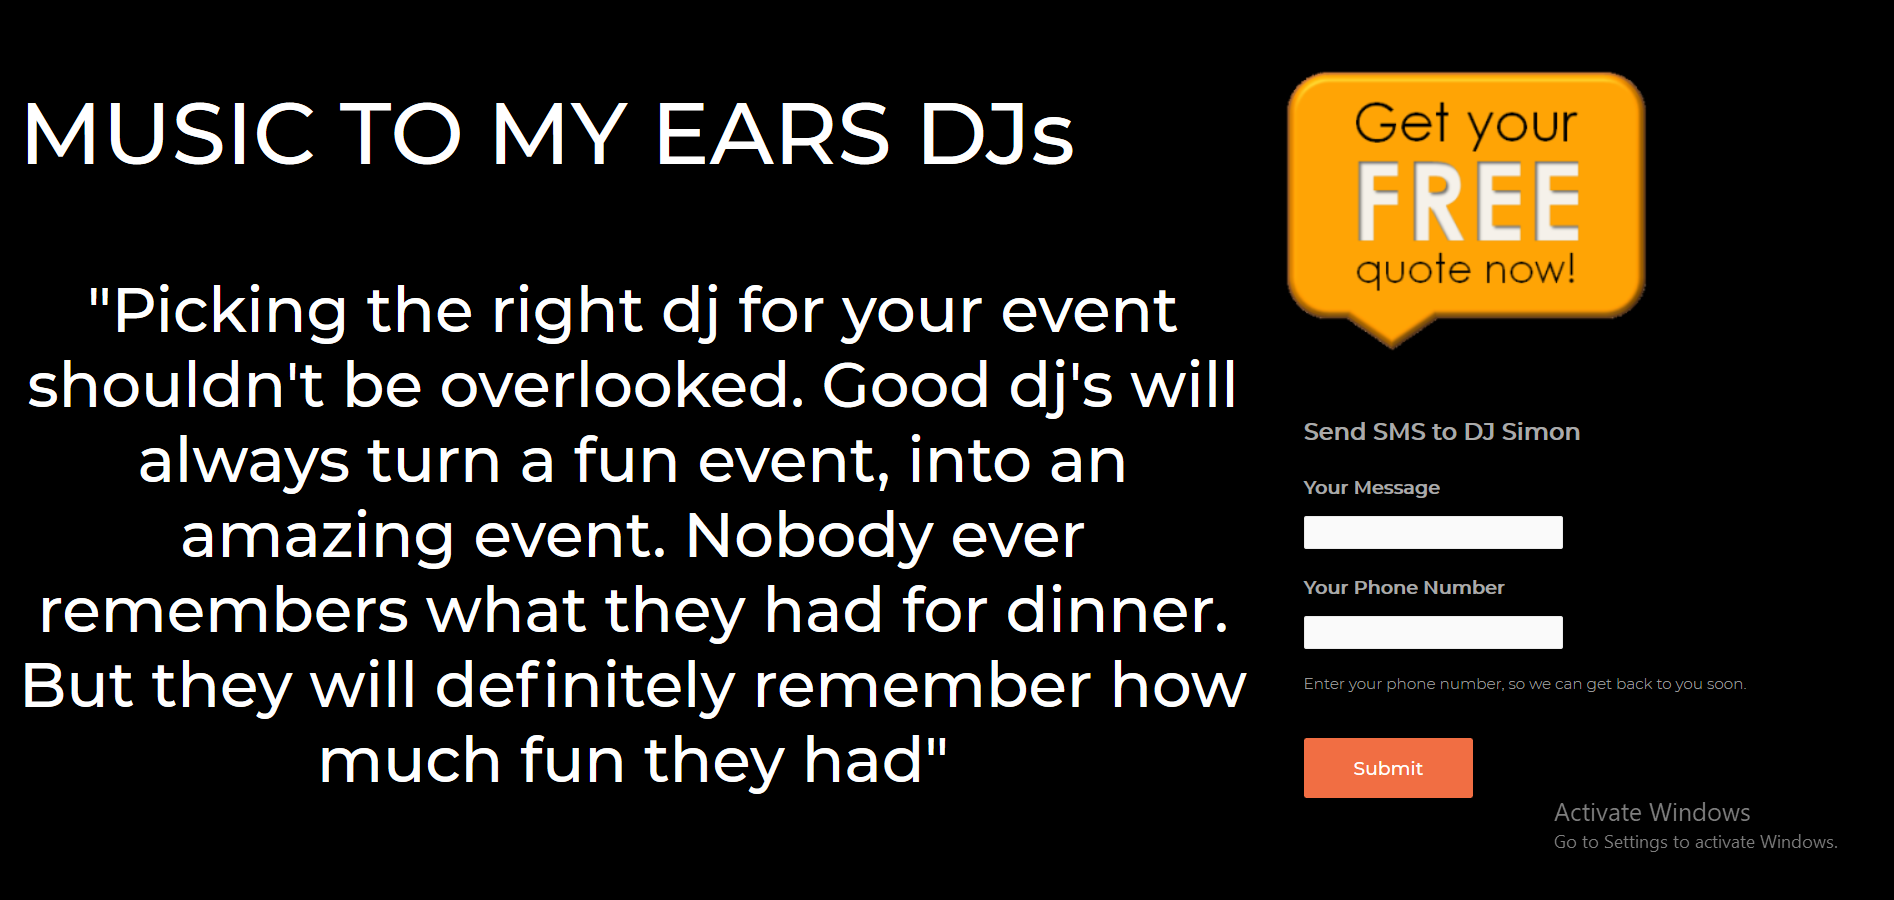 MUSIC TO MY EARS DJs
"Picking the right dj for your event
shouldn't be overlooked. Good dj's will
always turn a fun event, into an
amazing event. Nobody ever
remembers what they had for dinner.
But they will definitely remember how
much fun they had"
Get your
FREE
quote now!
Send SMS to DJ Simon
Your Message
Your Phone Number
Enter your phone number, so we can get back to you soon.
Submit
Activate Windows
Go to Settings to activate Windows.